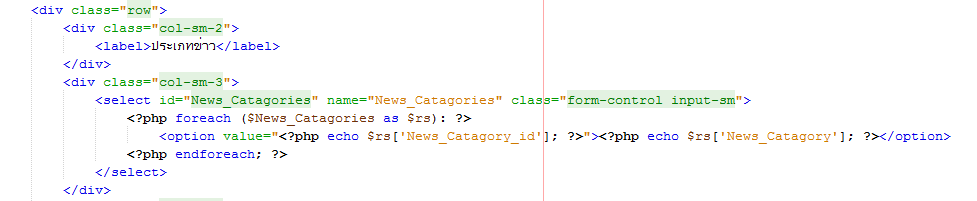 <div class="row">
<div class="col-sm-2">
<label>ประเภทข่าว</label>
</div>
<div class="col-sm-3">
<select id="News_Catagories" name="News_Catagories" class="form-control input-sm">
<?php foreach ($News_Catagories as $rs): ?>
<option value="<?php echo $rs['News_Catagory_id']; ?>"><?php echo $rs['News_Catagory']; ?></option>
<?php endforeach; ?>
</select>
</div>